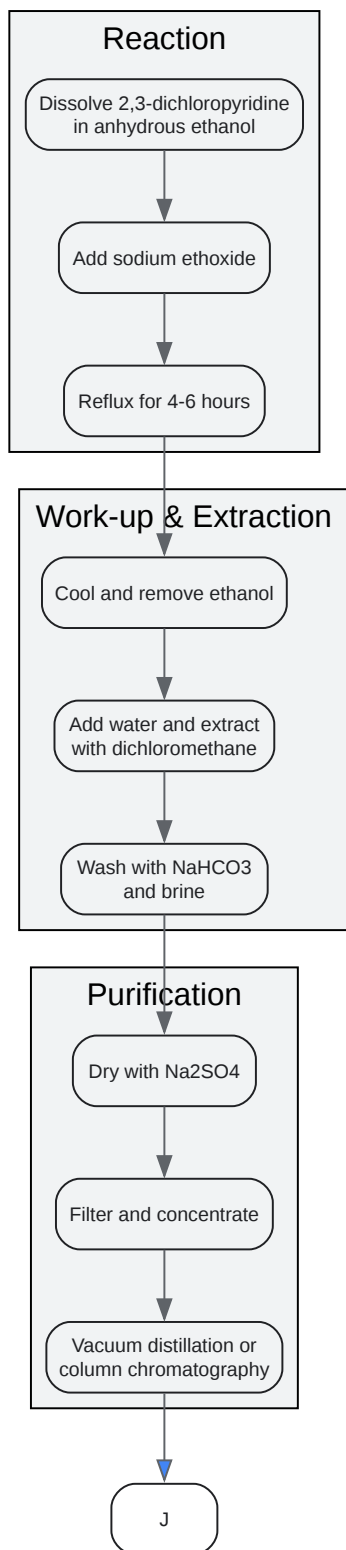 Reaction
Dissolve 2,3-dichloropyridine
in anhydrous ethanol
Add sodium ethoxide
Reflux for 4-6 hours
Work-up & Extraction
Cool and remove ethanol
Add water and extract
with dichloromethane
Wash with NaHCO3
and brine
Purification
Dry with Na2SO4
Filter and concentrate
Vacuum distillation or
column chromatography
J